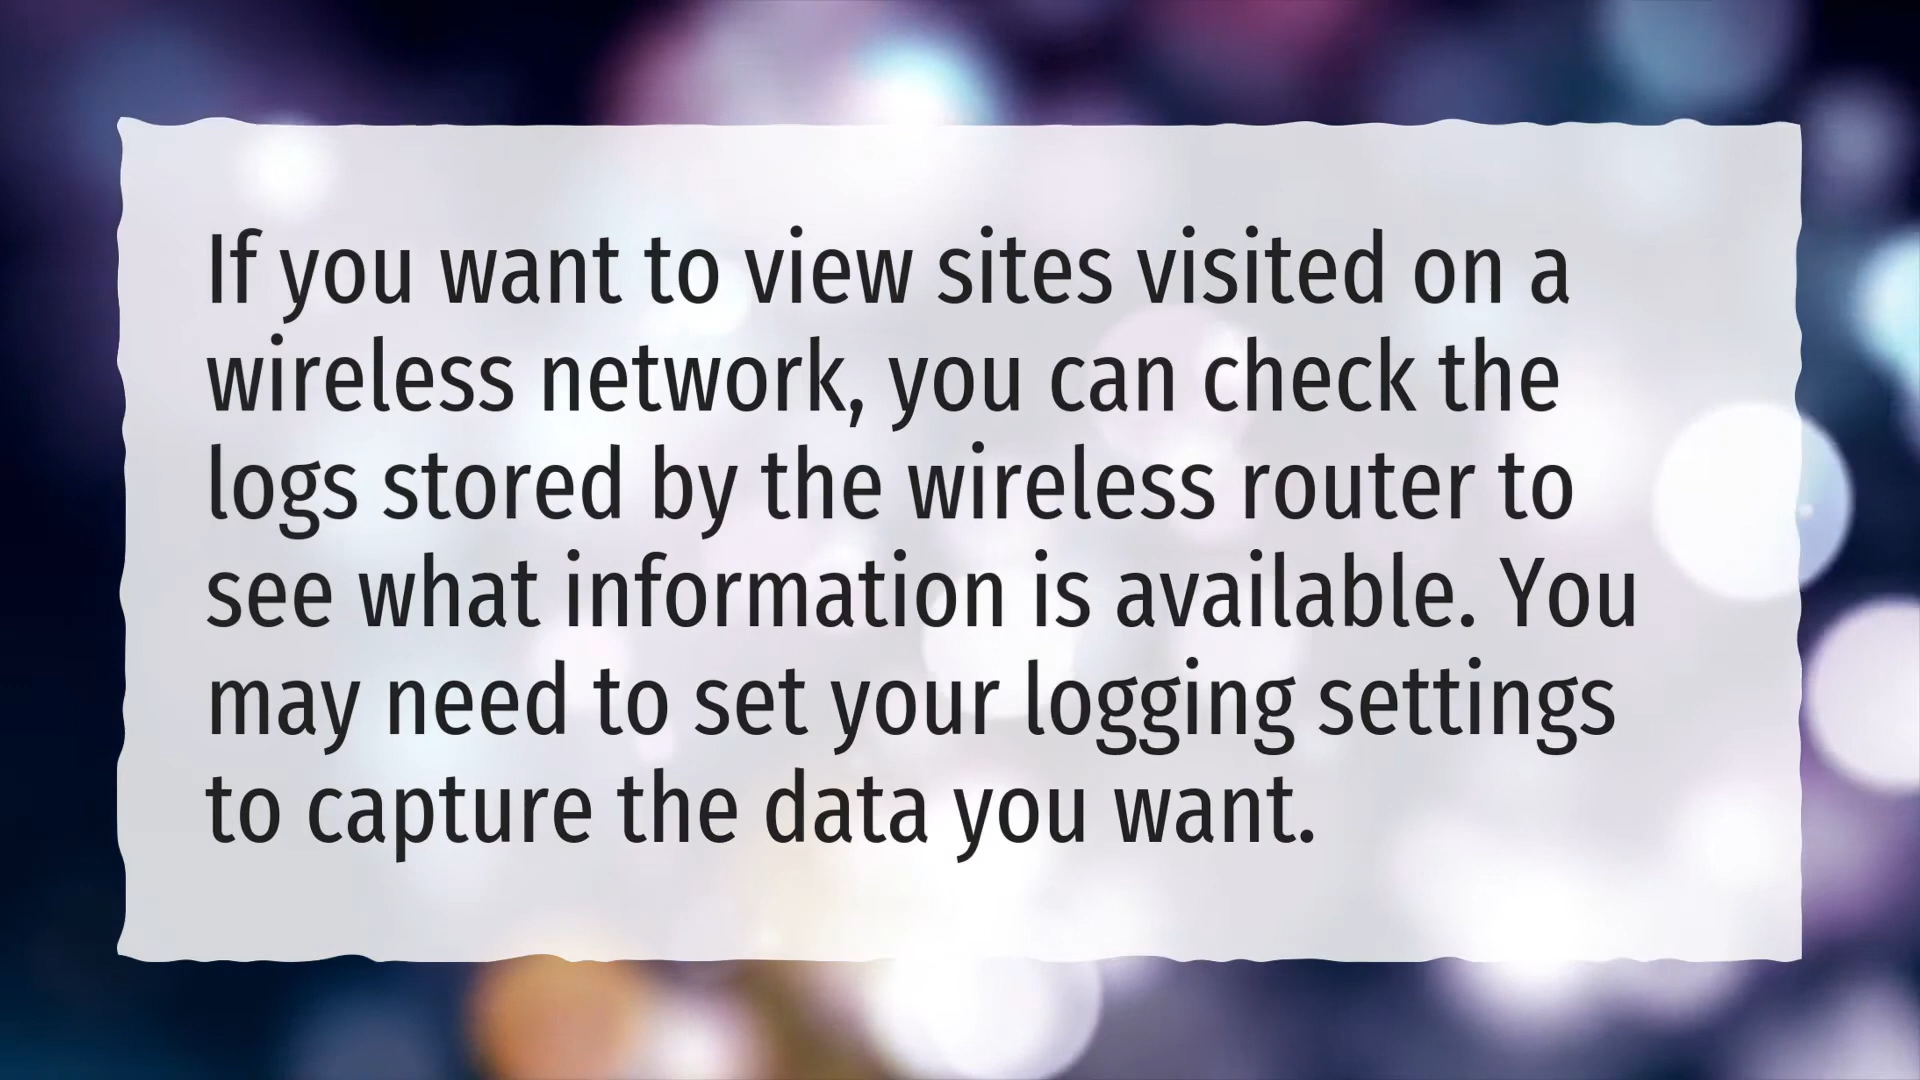 If you want to view sites visited on a
wireless network, you can check the
logs stored by the wireless router to
see what information is available. You
may need to set your logging settings
to capture the data you want.